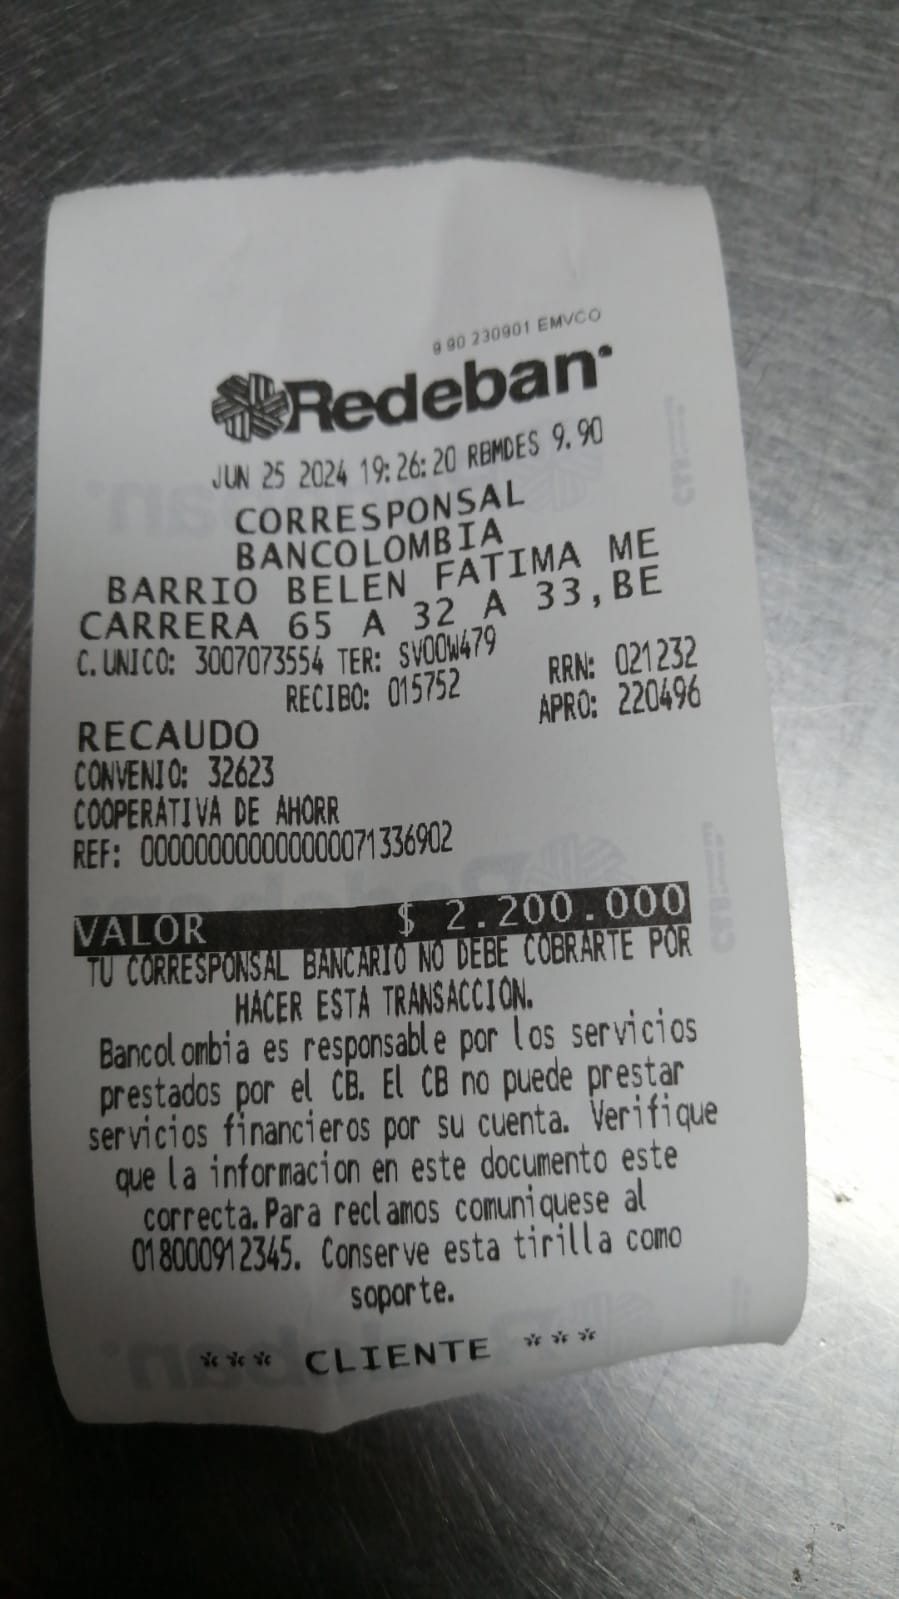 9 90 230901 EMVCO
Redeban
JUN 25 2024 19:26:20 RBMDES 9.90
CORRESPONSAL
BANCOLOMBIA
BARRIO BELEN FATIMA ME
CARRERA 65 A 32 A 33,BE
C. UNICO: 3007073554 TER: SV00W479
RECIBO: 015752 RRN: 021232
RECAUDO APRO: 220496
CONVENIO: 32623
COOPERATIVA DE AHORR
REF: 000000000000000071336902
VALOR $ 2.200.000
TU CORRESPONSAL BANCARIO NO DEBE COBRARTE POR
HACER ESTA TRANSACCION.
Bancolombia es responsable por los servicios
prestados por el CB. El CB no puede prestar
servicios financieros por su cuenta. Verifique
que la informacion en este documento este
correcta.Para reclamos comuniquese al
018000912345. Conserve esta tirilla como
soporte.
*** CLIENTE ***